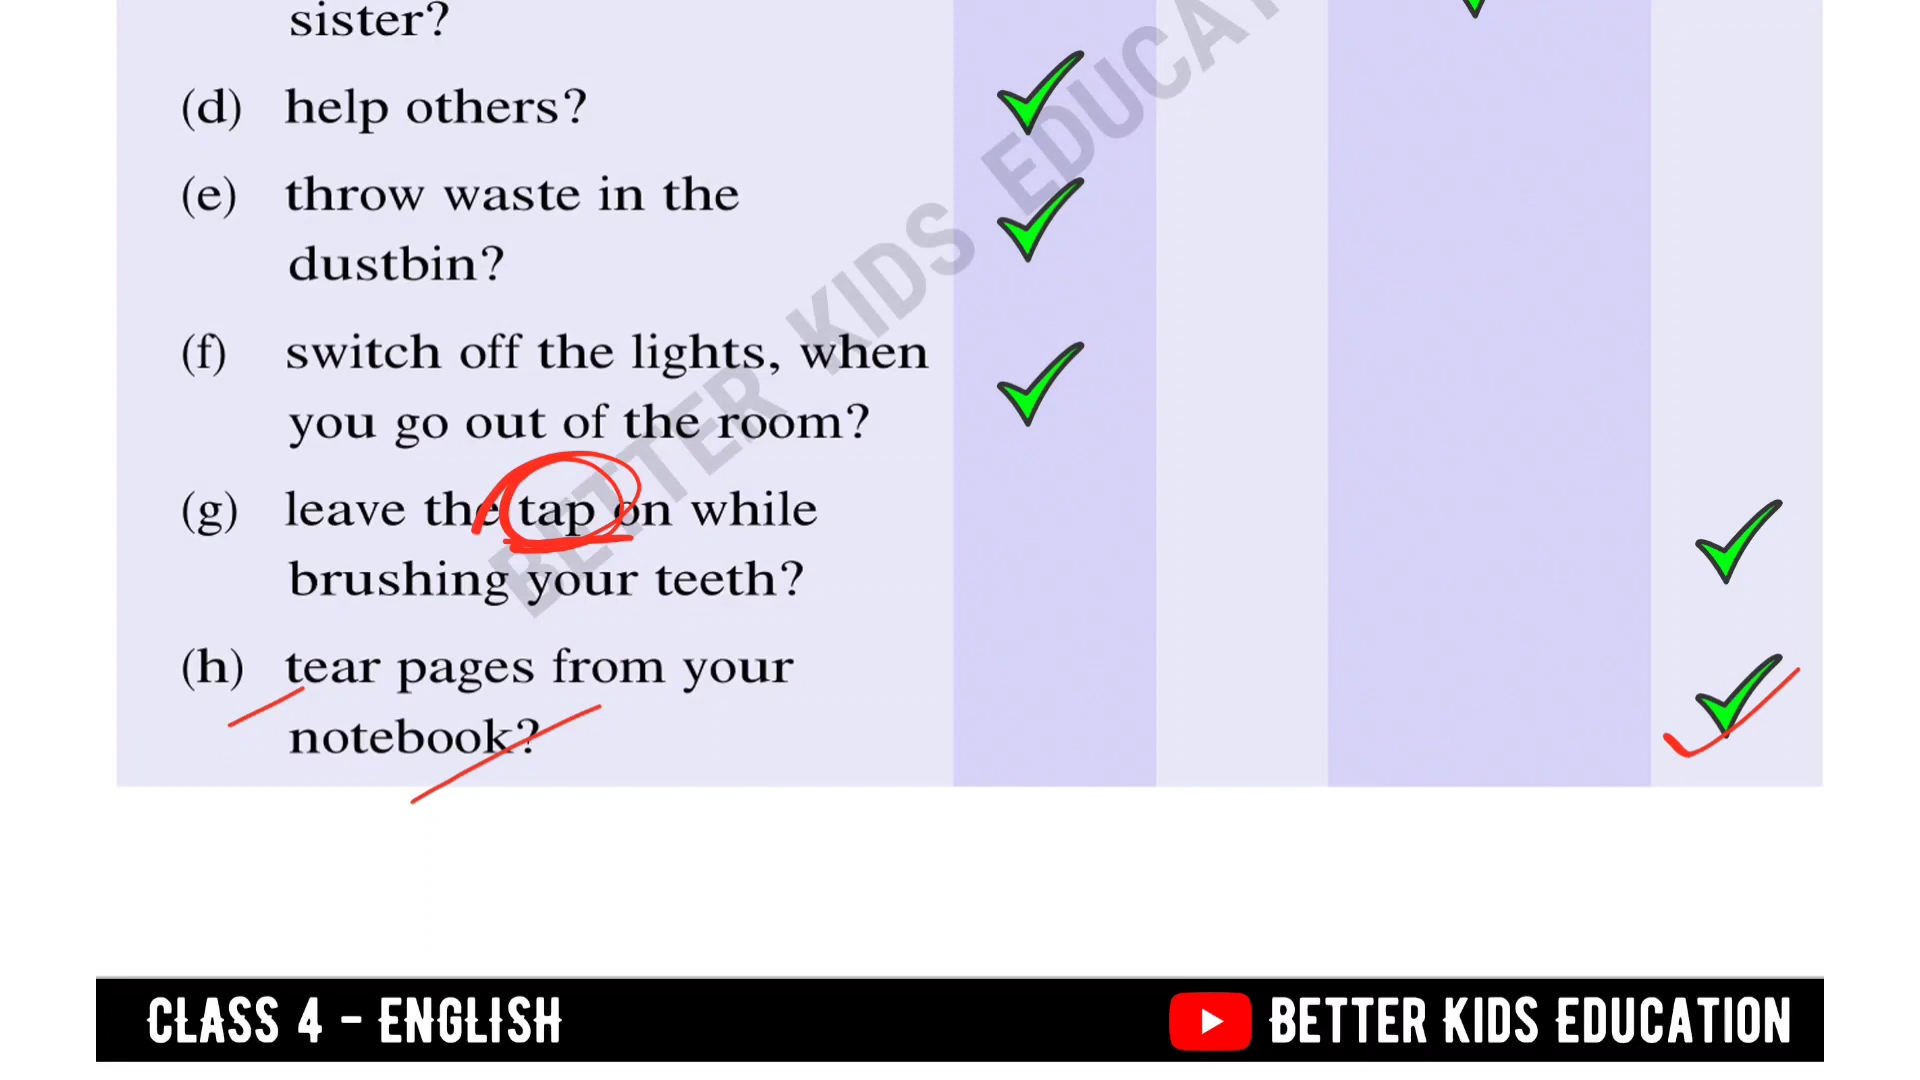 sister?
(d) help others?
(e) throw waste in the
dustbin?
(f) switch off the lights, when
you go out of the room?
(g) leave the tap on while
brushing your teeth?
(h) tear pages from your
notebook?
BETTER KIDS EDUCAT
CLASS 4 - ENGLISH
BETTER KIDS EDUCATION